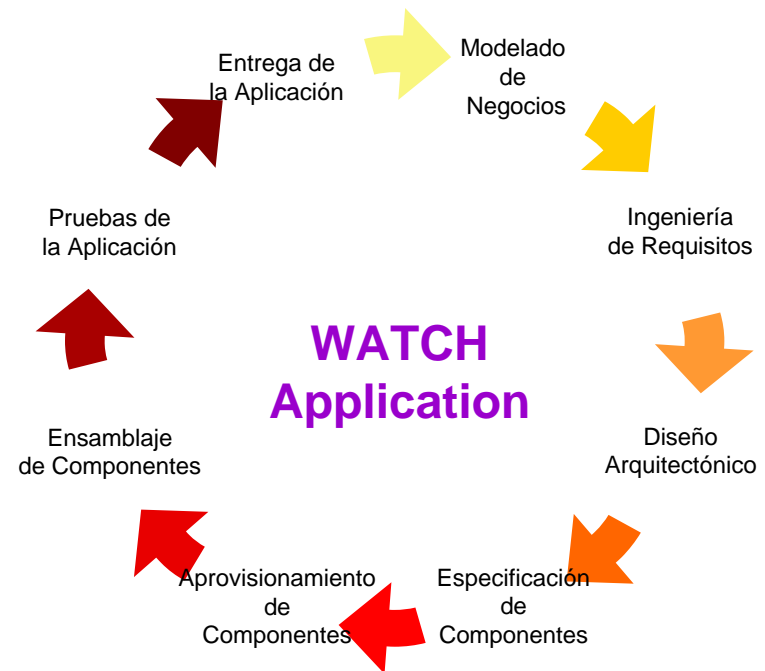 Modelado
de
Negocios
Ingeniería
de Requisitos
Diseño
Arquitectónico
Especificación
de
Componentes
Aprovisionamiento
de
Componentes
Ensamblaje
de Componentes
Pruebas de
la Aplicación
Entrega de
la Aplicación
WATCH
Application